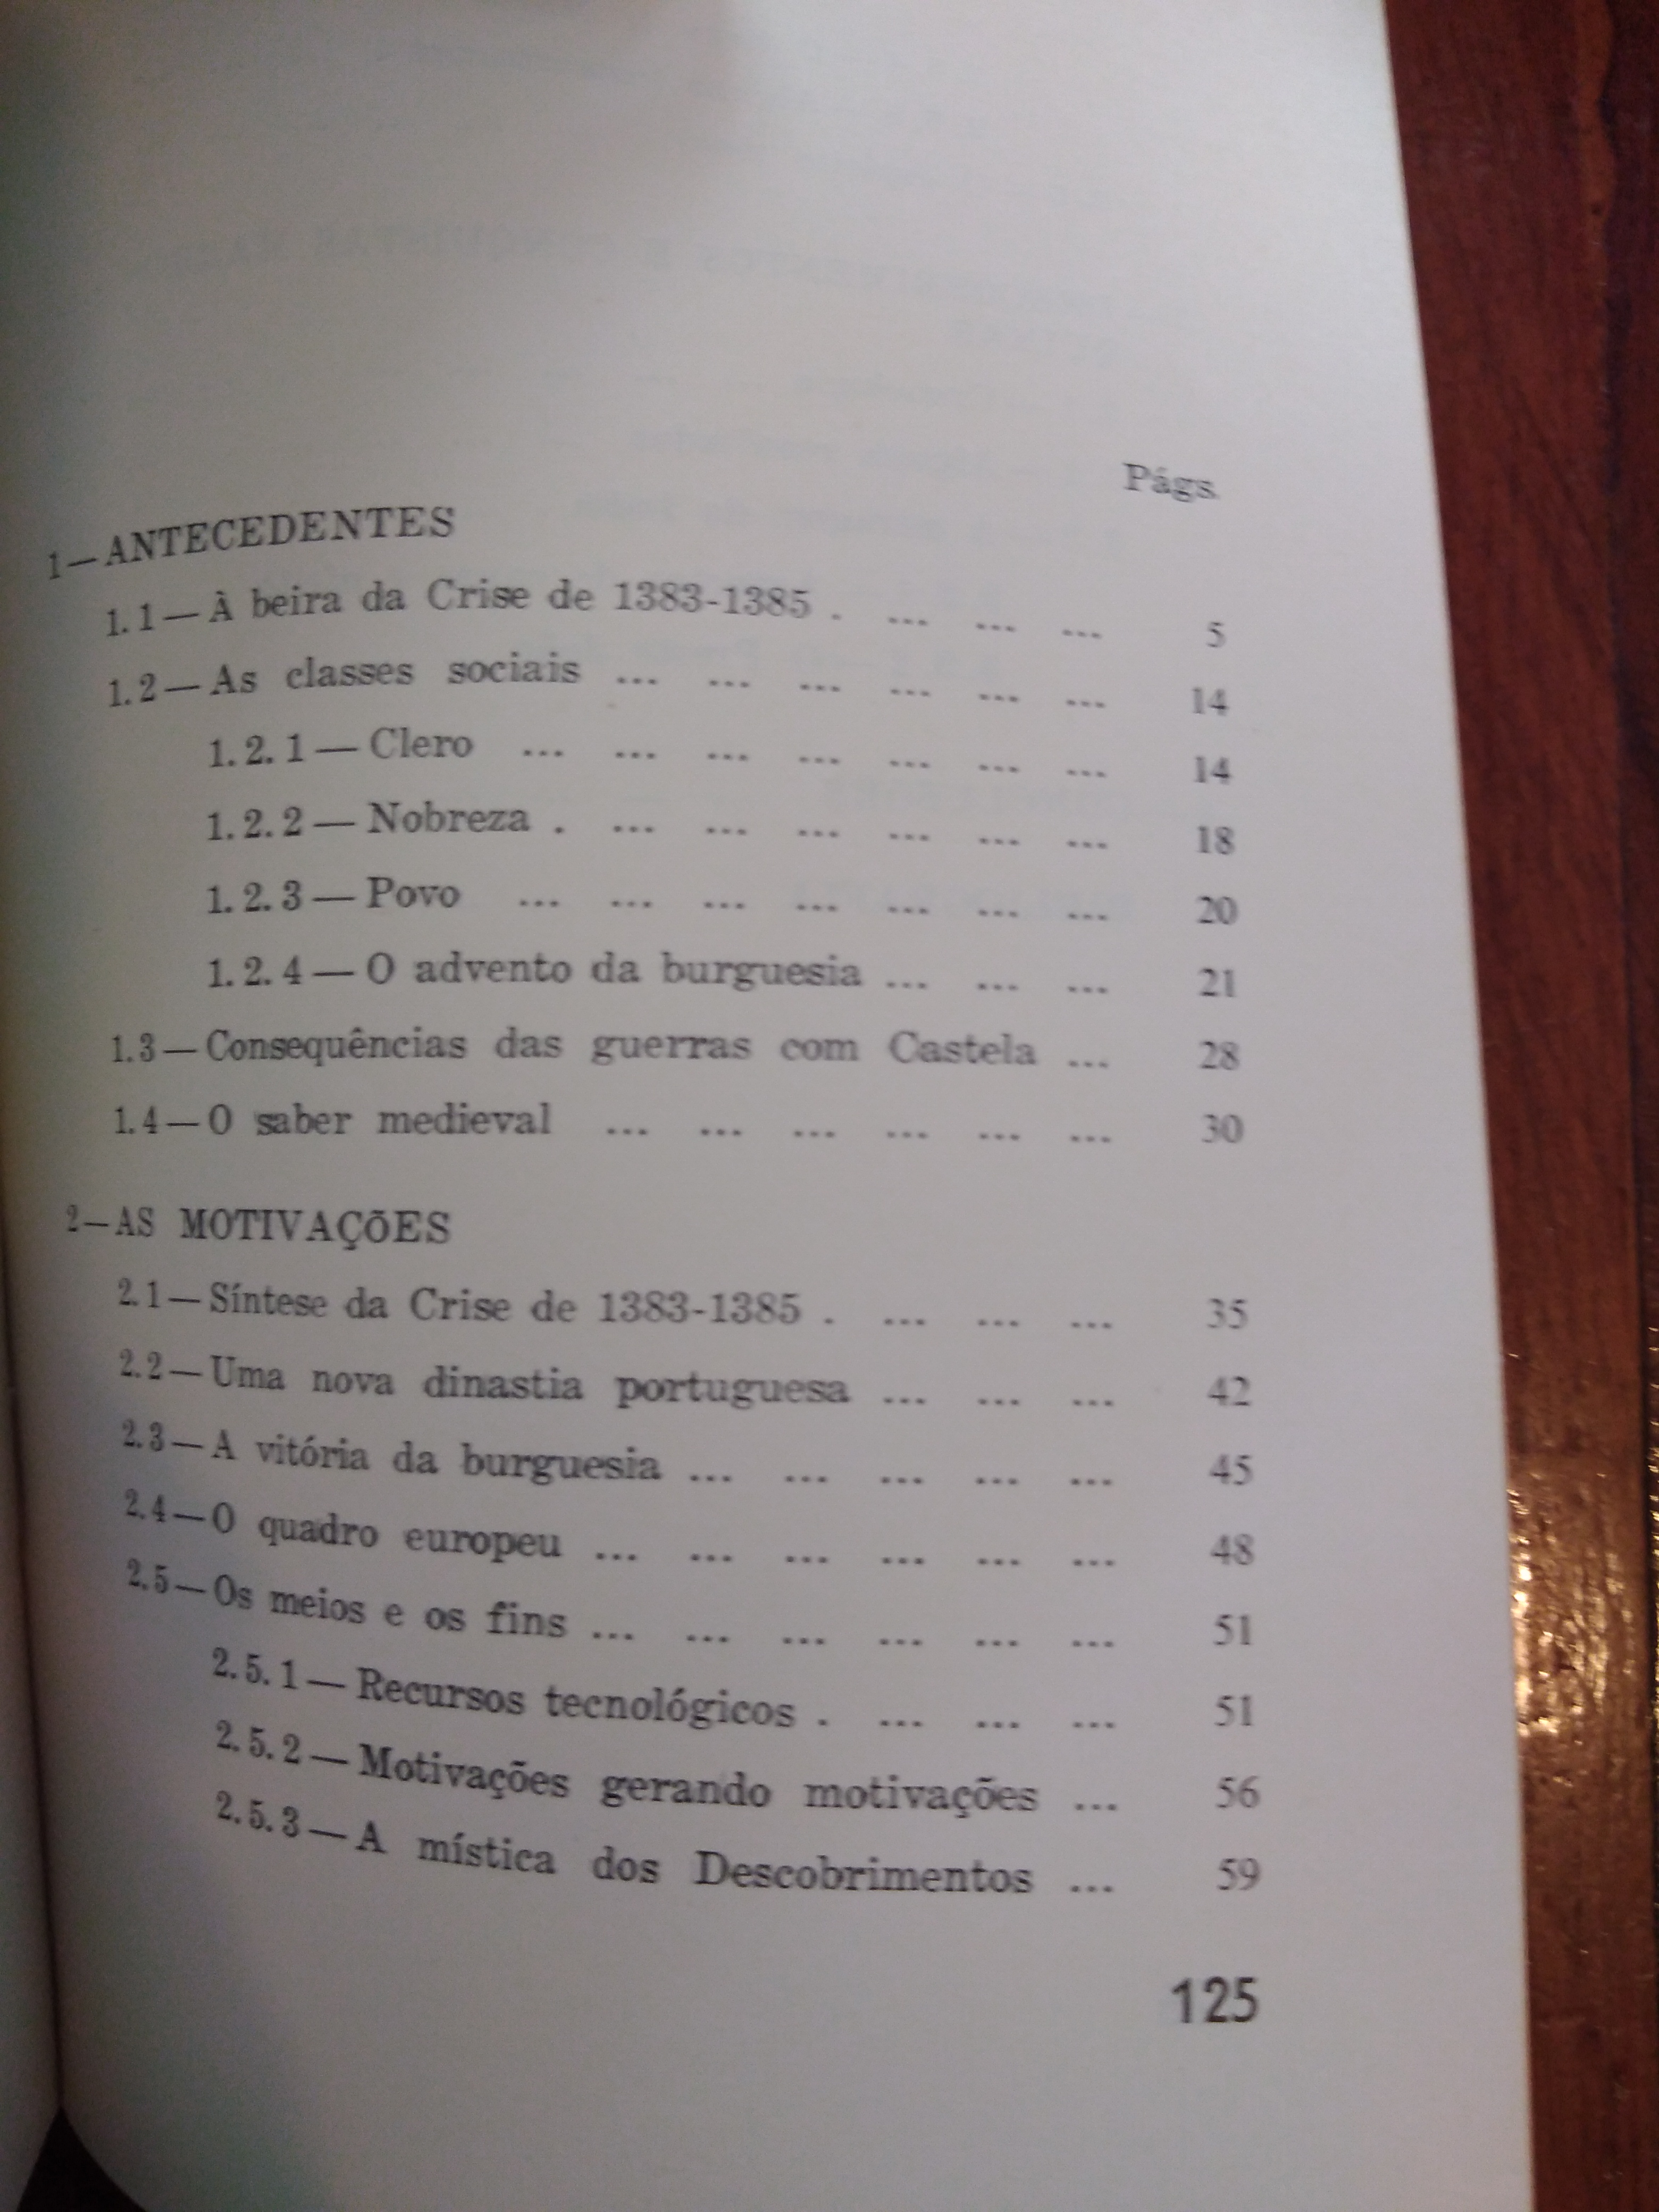 Págs.
1—ANTECEDENTES
1.1—À beira da Crise de 1383-1385 . ... ... ... 5
1.2—As classes sociais ... ... ... ... ... ... 14
1.2.1—Clero ... ... ... ... ... ... ... 14
1.2.2—Nobreza . ... ... ... ... ... ... 18
1.2.3—Povo ... ... ... ... ... ... ... 20
1.2.4—O advento da burguesia ... ... ... 21
1.3—Consequências das guerras com Castela ... 28
1.4—O saber medieval ... ... ... ... ... ... 30
2—AS MOTIVAÇÕES
2.1—Síntese da Crise de 1383-1385 . ... ... ... 35
2.2—Uma nova dinastia portuguesa ... ... ... 42
2.3—A vitória da burguesia ... ... ... ... ... 45
2.4—O quadro europeu ... ... ... ... ... ... 48
2.5—Os meios e os fins ... ... ... ... ... ... 51
2.5.1—Recursos tecnológicos . ... ... ... 51
2.5.2—Motivações gerando motivações ... 56
2.5.3—A mística dos Descobrimentos ... 59
125